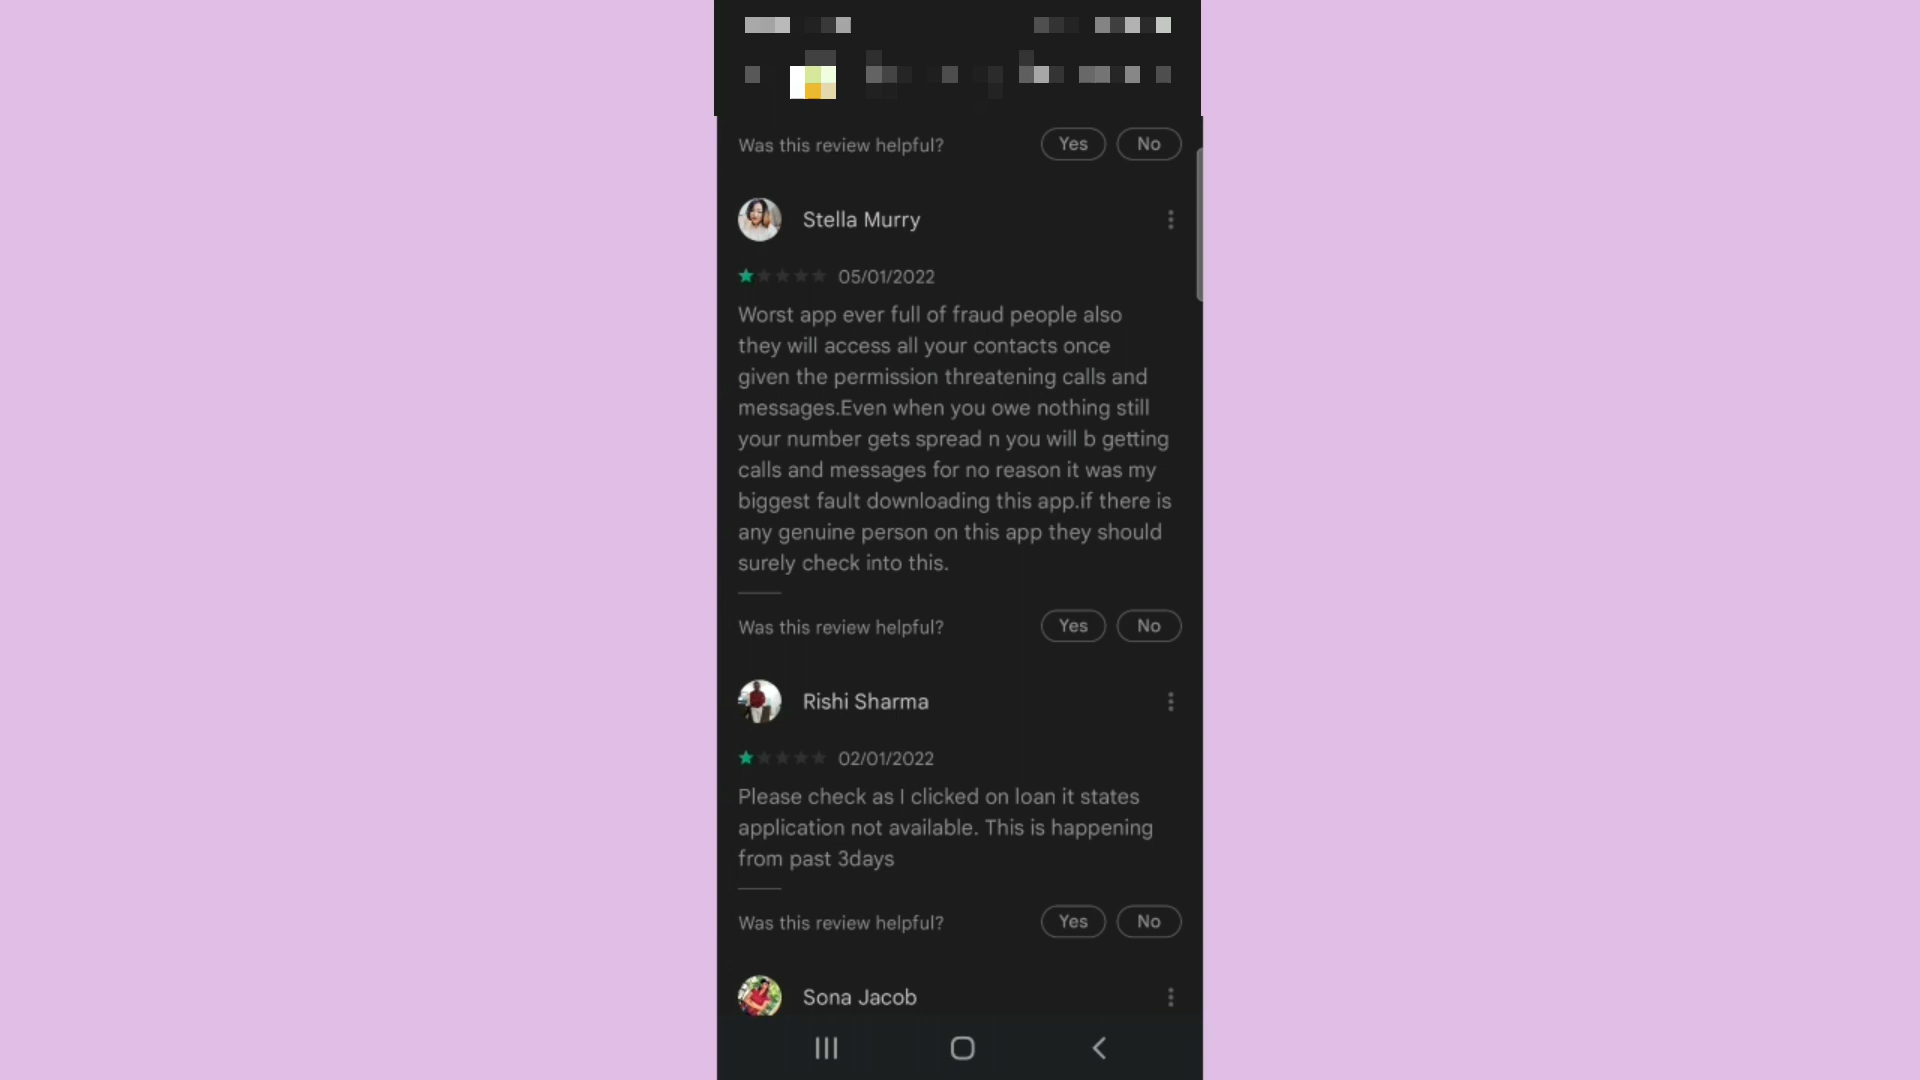 Was this review helpful? Yes No
Stella Murry
05/01/2022
Worst app ever full of fraud people also
they will access all your contacts once
given the permission threatening calls and
messages.Even when you owe nothing still
your number gets spread n you will b getting
calls and messages for no reason it was my
biggest fault downloading this app.if there is
any genuine person on this app they should
surely check into this.
Was this review helpful? Yes No
Rishi Sharma
02/01/2022
Please check as I clicked on loan it states
application not available. This is happening
from past 3days
Was this review helpful? Yes No
Sona Jacob